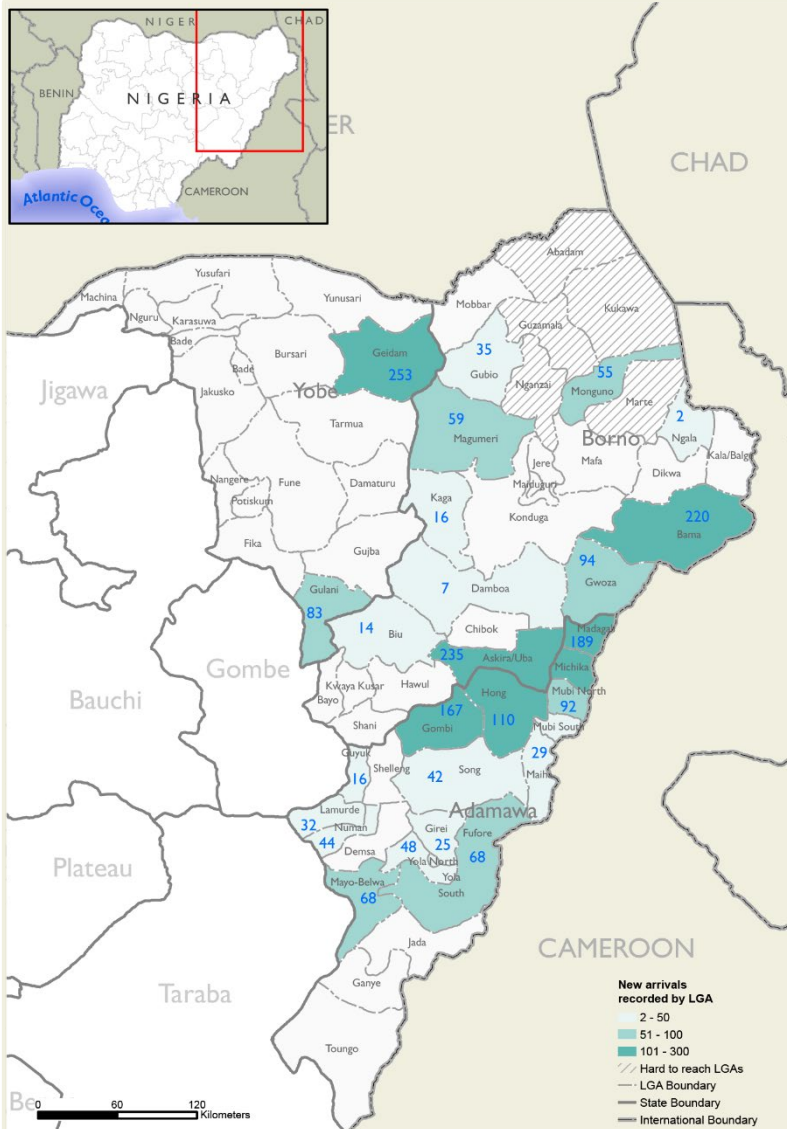 NIGER
CHAD
BENIN
NIGERIA
CAMEROON
Atlantic Ocea
ER
CHAD
Abadam
Yusufari
Machina
Yunusari
Mobbar
Kukawa
Nguru
Karasuwa
Guzamala
Bade
Geidam
35
Bursari
Gubio
55
Bade
253
Nganzai
Monguno
Jigawa
Yobe
Jakusko
Marte
59
2
Tarmua
Magumeri
Borno
Ngala
Jere
Mafa
Kala/Balge
Nangere
Fune
Damaturu
Maiduguri
Dikwa
Potiskum
Kaga
16
Konduga
220
Bama
Fika
Gujba
94
Gulani
7
Damboa
Gwoza
83
14
Biu
Chibok
Madagali
189
235
Askira/Uba
Michika
Gombe
Kwaya Kusar
Hawul
Hong
Mubi North
Bayo
167
92
Bauchi
Shani
Gombi
110
Mubi South
Guyuk
29
Shelleng
16
42
Song
Maiha
Lamurde
Adamawa
32
Numan
Girei
Fufore
44
48
25
Demsa
68
Plateau
Yola North
Mayo-Belwa
Yola
South
68
Jada
CAMEROON
Ganye
Taraba
Toungo
Be
New arrivals
recorded by LGA
2 - 50
51 - 100
101 - 300
Hard to reach LGAs
LGA Boundary
State Boundary
International Boundary
0 60 120
Kilometers